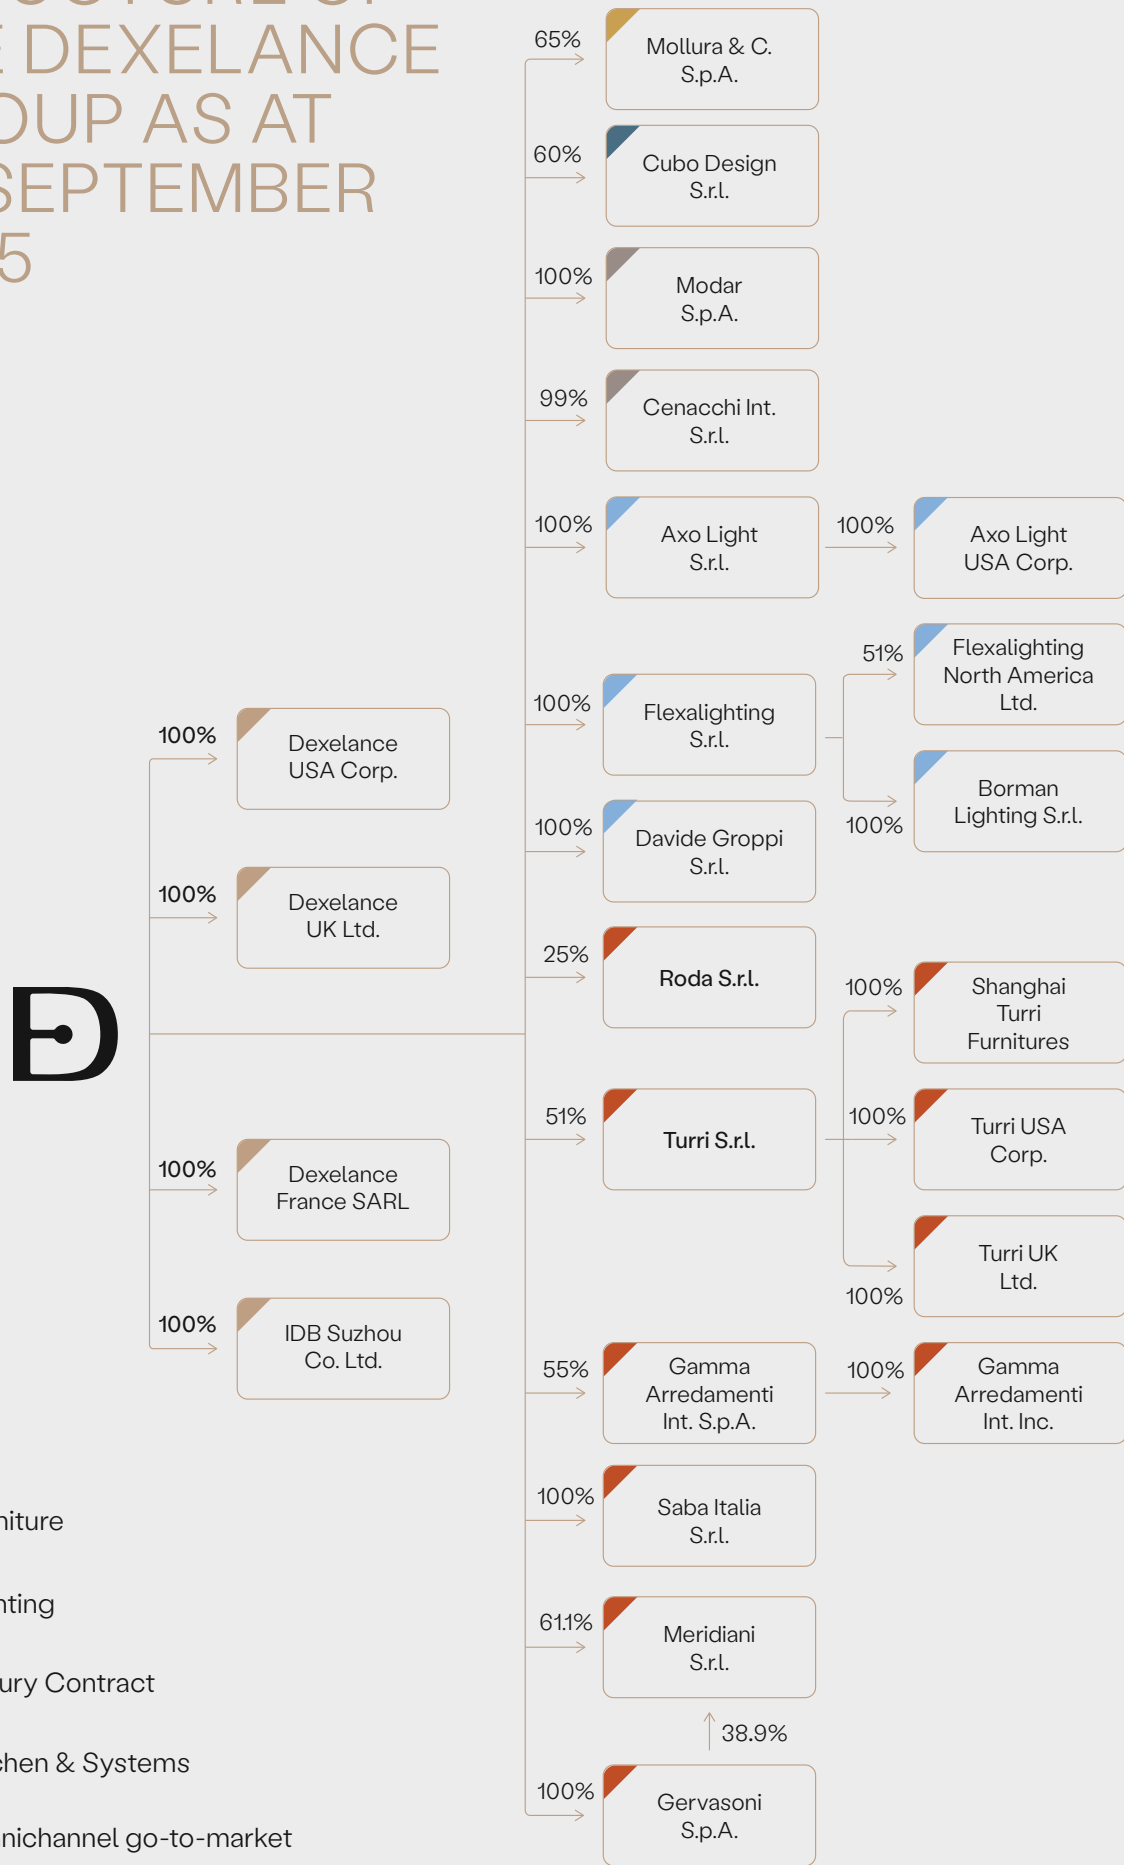 E DEXELANCE
OUP AS AT
SEPTEMBER
5
65%
Mollura & C.
S.p.A.
60%
Cubo Design
S.r.l.
100%
Modar
S.p.A.
99%
Cenacchi Int.
S.r.l.
100%
Axo Light
S.r.l.
100%
Axo Light
USA Corp.
100%
Flexalighting
S.r.l.
51%
Flexalighting
North America
Ltd.
100%
Borman
Lighting S.r.l.
100%
Davide Groppi
S.r.l.
100%
Dexelance
USA Corp.
100%
Dexelance
UK Ltd.
25%
Roda S.r.l.
51%
Turri S.r.l.
100%
Shanghai
Turri
Furnitures
100%
Turri USA
Corp.
100%
Turri UK
Ltd.
100%
Dexelance
France SARL
100%
IDB Suzhou
Co. Ltd.
55%
Gamma
Arredamenti
Int. S.p.A.
100%
Gamma
Arredamenti
Int. Inc.
100%
Saba Italia
S.r.l.
61.1%
Meridiani
S.r.l.
38.9%
100%
Gervasoni
S.p.A.
niture
nting
ury Contract
chen & Systems
nichannel go-to-market